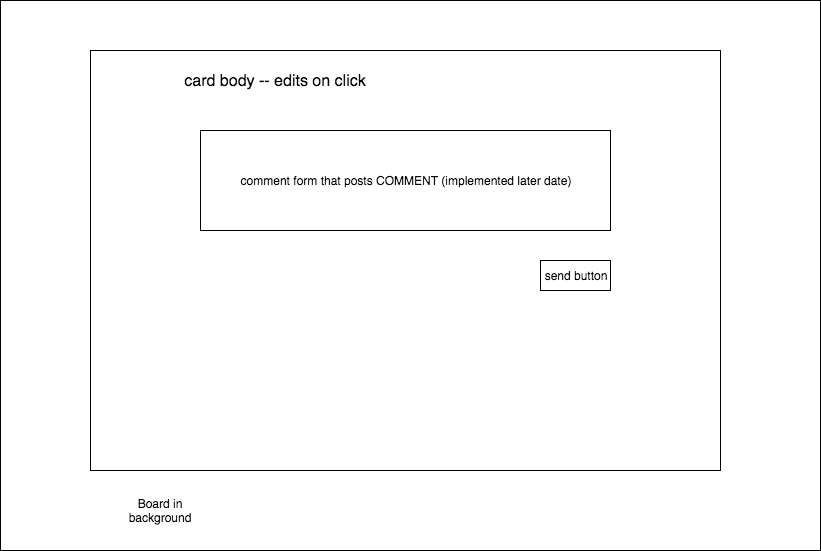 card body -- edits on click
comment form that posts COMMENT (implemented later date)
send button
Board in
background